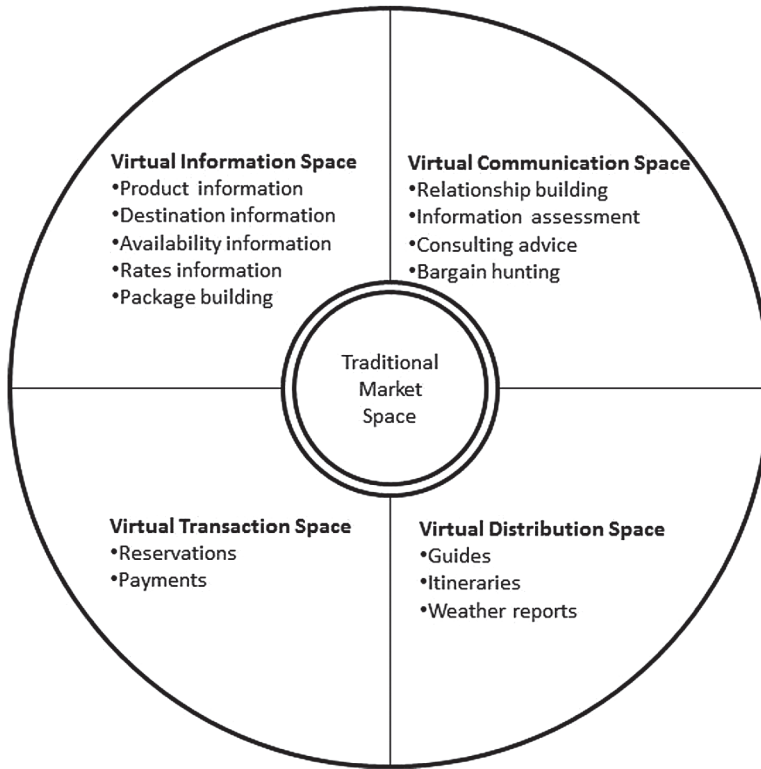 Virtual Information Space
•Product information
•Destination information
•Availability information
•Rates information
•Package building
Virtual Communication Space
•Relationship building
•Information assessment
•Consulting advice
•Bargain hunting
Traditional
Market
Space
Virtual Transaction Space
•Reservations
•Payments
Virtual Distribution Space
•Guides
•Itineraries
•Weather reports